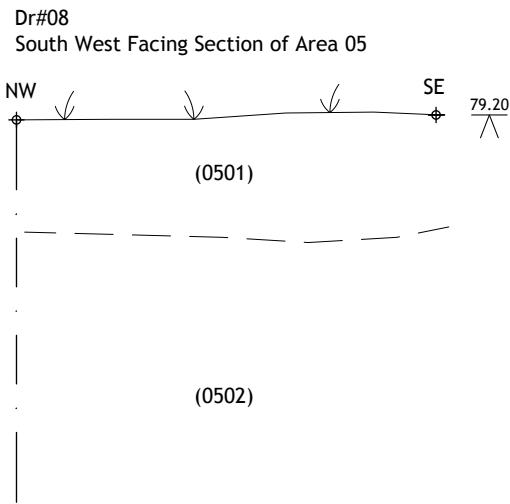 Dr#08
South West Facing Section of Area 05
NW
SE
79.20
(0501)
(0502)